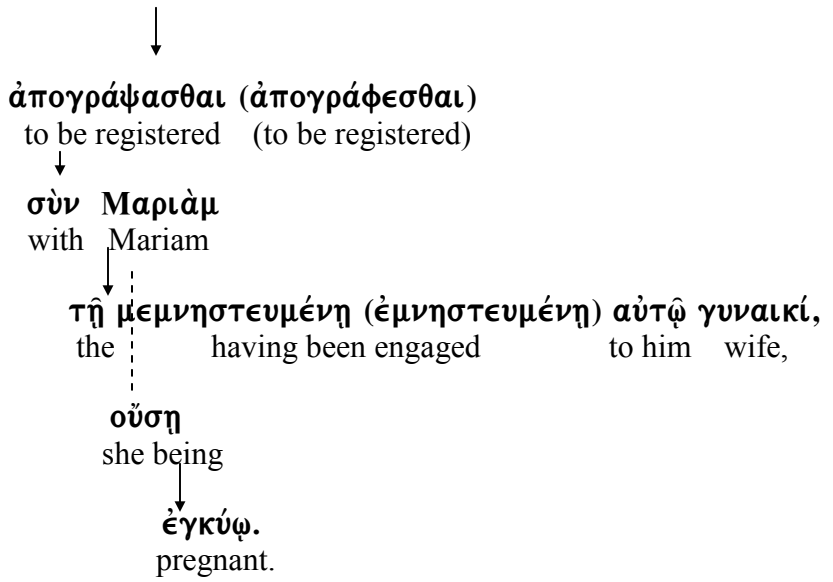 ἀπογράψασθαι (ἀπογράφεσθαι)
to be registered (to be registered)
σὺν Μαριὰμ
with Mariam
τῇ μεμνηστευμένῃ (ἐμνηστευμένῃ) αὐτῷ γυναικί,
the having been engaged to him wife,
οὔσῃ
she being
ἐγκύῳ.
pregnant.